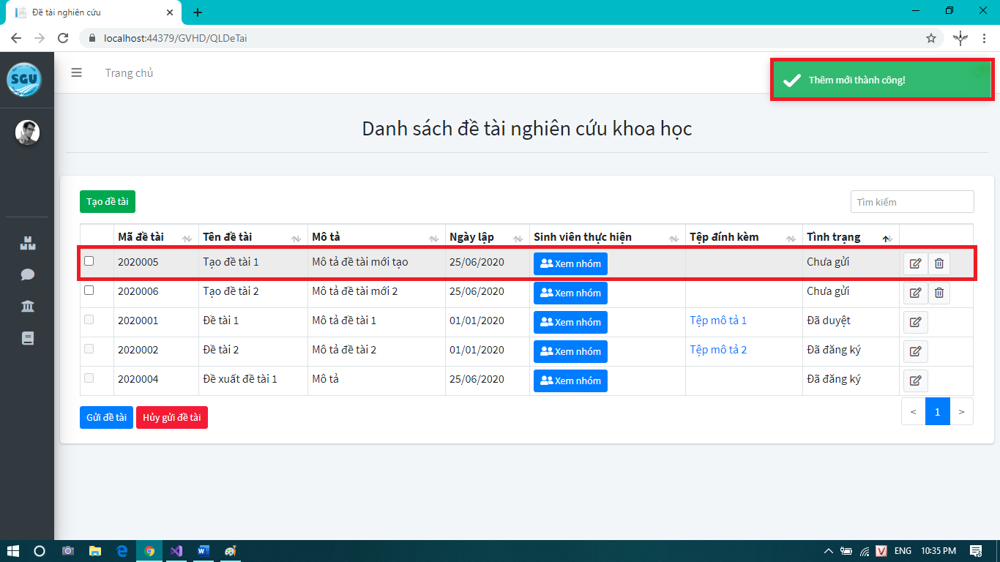 Đề tài nghiên cứu
localhost:44379/GVHD/QLDeTai
SGU
Trang chủ
Thêm mới thành công!
Danh sách đề tài nghiên cứu khoa học
Tạo đề tài
Tìm kiếm
Mã đề tài Tên đề tài Mô tả Ngày lập Sinh viên thực hiện Tệp đính kèm Tình trạng
2020005 Tạo đề tài 1 Mô tả đề tài mới tạo 25/06/2020 Xem nhóm Chưa gửi
2020006 Tạo đề tài 2 Mô tả đề tài mới 2 25/06/2020 Xem nhóm Chưa gửi
2020001 Đề tài 1 Mô tả đề tài 1 01/01/2020 Xem nhóm Tệp mô tả 1 Đã duyệt
2020002 Đề tài 2 Mô tả đề tài 2 01/01/2020 Xem nhóm Tệp mô tả 2 Đã đăng ký
2020004 Đề xuất đề tài 1 Mô tả 25/06/2020 Xem nhóm Đã đăng ký
Gửi đề tài Hủy gửi đề tài
< 1 >
ENG 10:35 PM